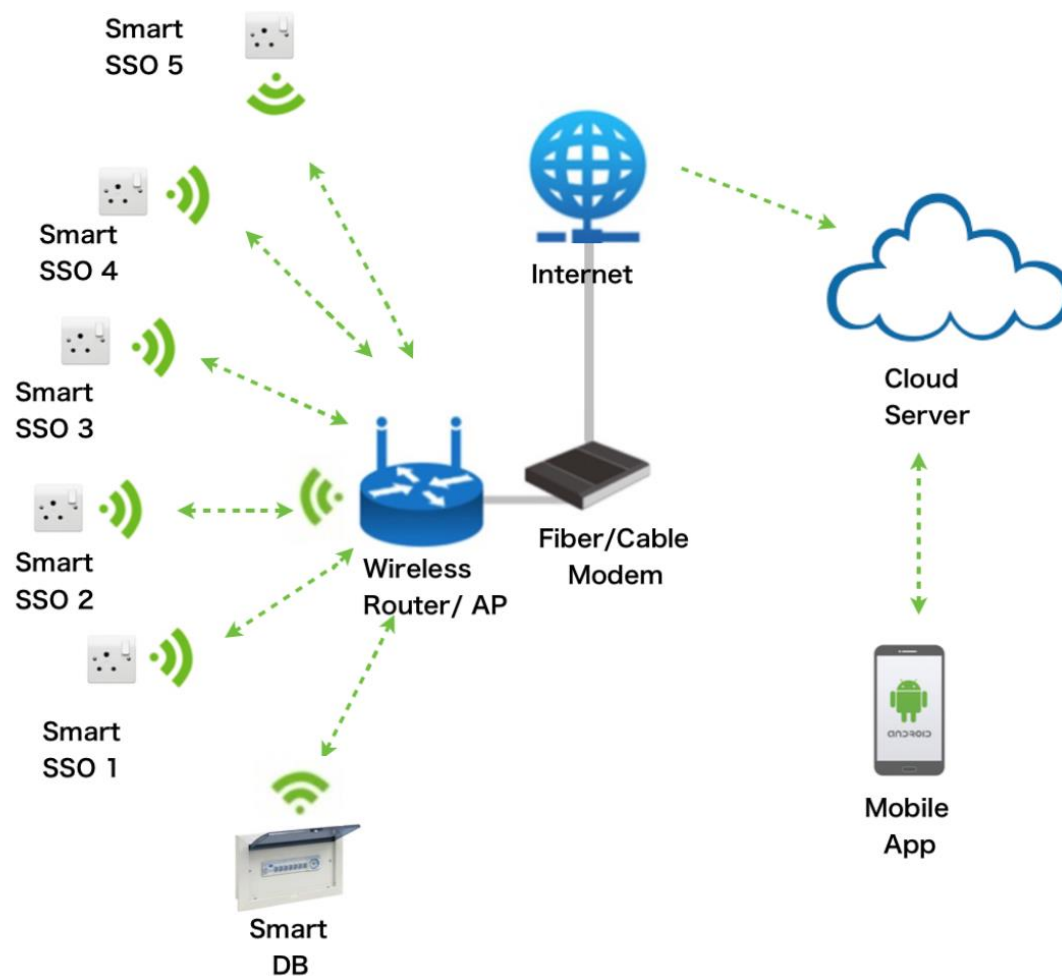 Smart
SSO 5
Smart
SSO 4
Internet
Smart
SSO 3
Cloud
Server
Smart
SSO 2
Wireless
Router/ AP
Fiber/Cable
Modem
Smart
SSO 1
ANDROID
Mobile
App
Smart
DB